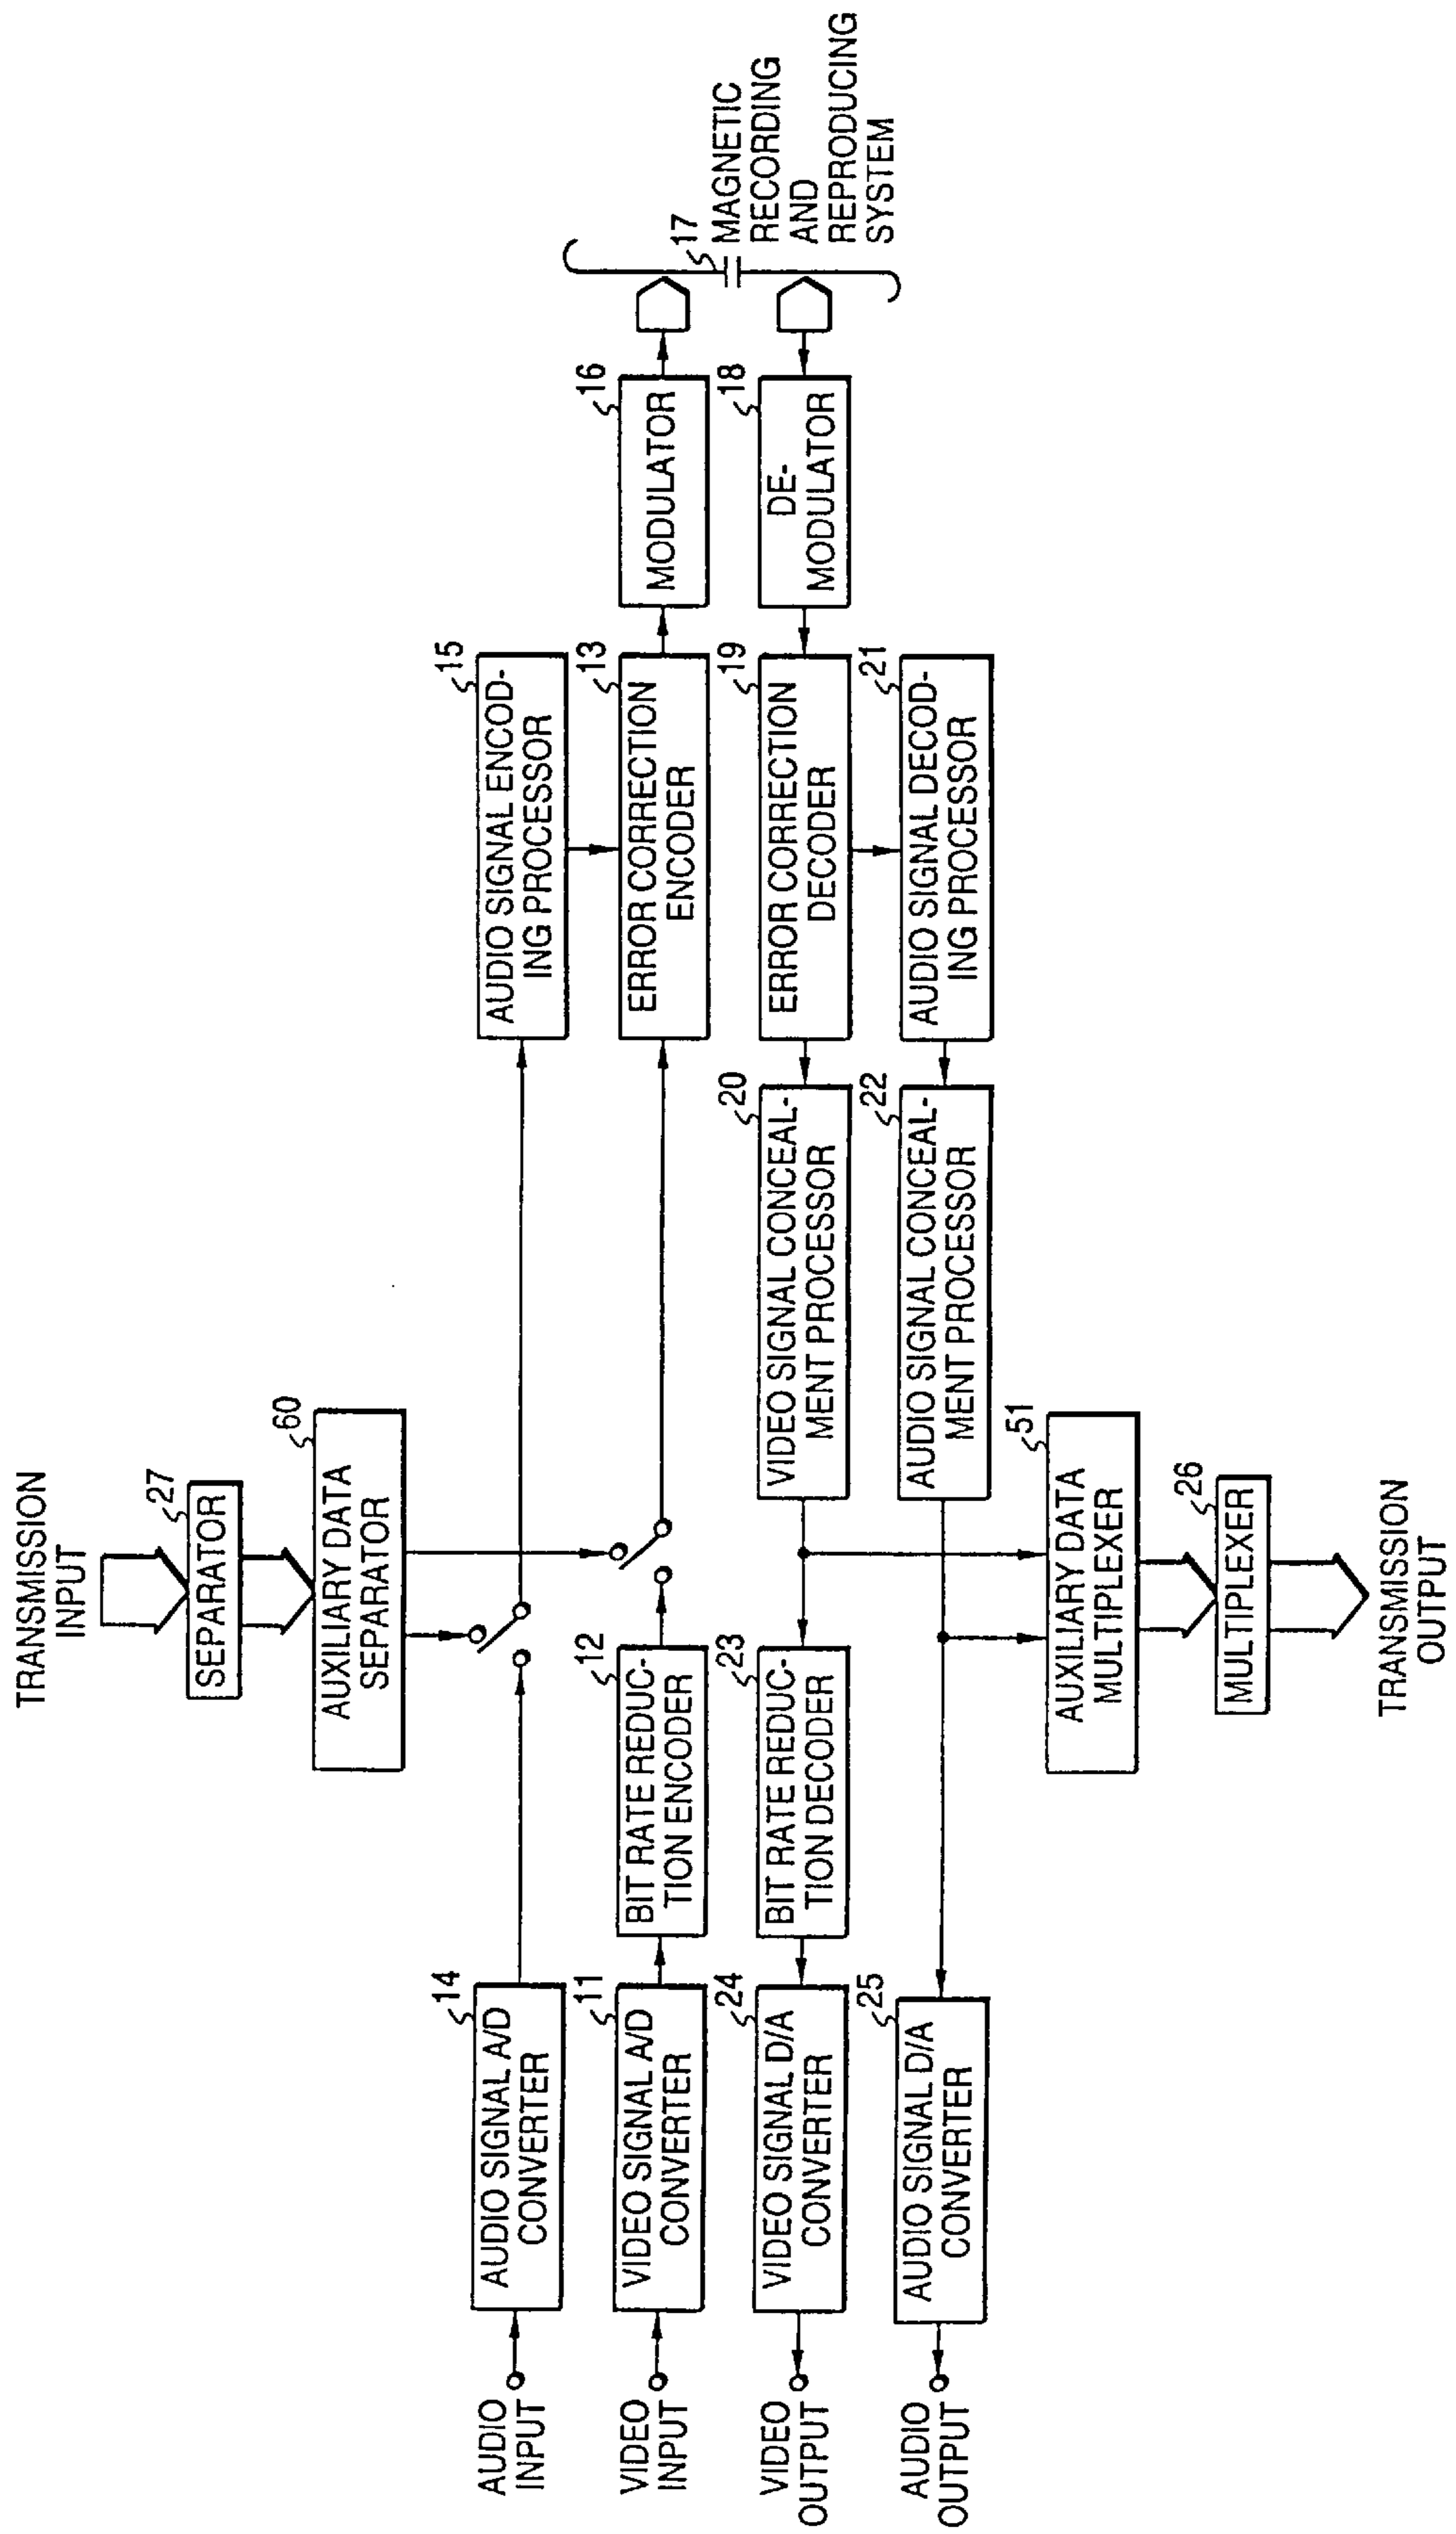 TRANSMISSION
INPUT
27
SEPARATOR
60
AUXILIARY DATA
SEPARATOR
AUDIO
INPUT
14
AUDIO SIGNAL A/D
CONVERTER
15
AUDIO SIGNAL ENCOD-
ING PROCESSOR
VIDEO
INPUT
11
VIDEO SIGNAL A/D
CONVERTER
12
BIT RATE REDUC-
TION ENCODER
13
ERROR CORRECTION
ENCODER
16
MODULATOR
17
MAGNETIC
RECORDING
AND
REPRODUCING
SYSTEM
VIDEO
OUTPUT
24
VIDEO SIGNAL D/A
CONVERTER
23
BIT RATE REDUC-
TION DECODER
20
VIDEO SIGNAL CONCEAL-
MENT PROCESSOR
19
ERROR CORRECTION
DECODER
18
DE-
MODULATOR
AUDIO
OUTPUT
25
AUDIO SIGNAL D/A
CONVERTER
22
AUDIO SIGNAL CONCEAL-
MENT PROCESSOR
21
AUDIO SIGNAL DECOD-
ING PROCESSOR
51
AUXILIARY DATA
MULTIPLEXER
26
MULTIPLEXER
TRANSMISSION
OUTPUT